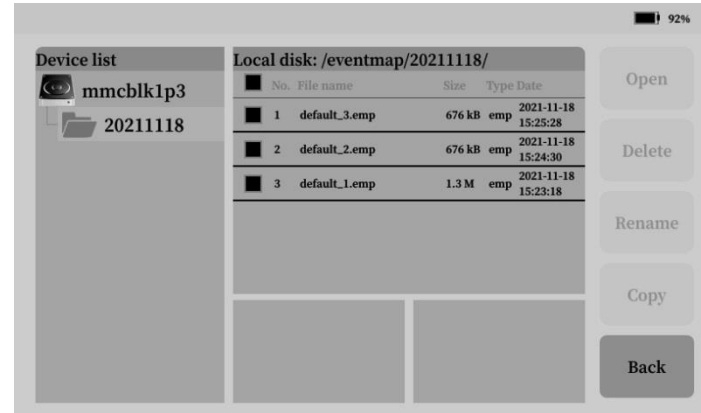 92%
Device list
mmcblk1p3
20211118
Local disk: /eventmap/20211118/
No. File name Size Type Date
1 default_3.emp 676 kB emp 2021-11-18 15:25:28
2 default_2.emp 676 kB emp 2021-11-18 15:24:30
3 default_1.emp 1.3 M emp 2021-11-18 15:23:18
Open
Delete
Rename
Copy
Back